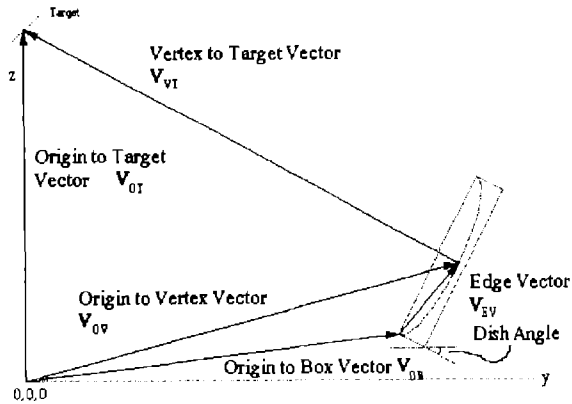 Target
Vertex to Target Vector
V_VT
z
Origin to Target
Vector V_OT
Origin to Vertex Vector
V_OV
Edge Vector
V_EV
Dish Angle
Origin to Box Vector V_OB
0,0,0
y